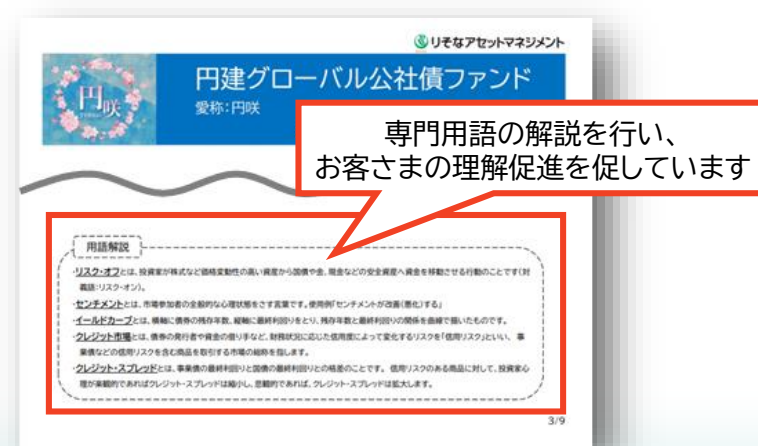 りそなアセットマネジメント
円建グローバル公社債ファンド
愛称:円咲
円咲
専門用語の解説を行い、
お客さまの理解促進を促しています
用語解説
・リスク・オフとは、投資家が株式など価格変動性の高い資産から国債や金、現金などの安全資産へ資金を移動させる行動のことです(対
義語:リスク・オン)。
・センチメントとは、市場参加者の全般的な心理状態をさす言葉です。使用例「センチメントが改善(悪化)する」
・イールドカーブとは、横軸に債券の残存年数、縦軸に最終利回りをとり、残存年数と最終利回りの関係を曲線で描いたものです。
・クレジット市場とは、債券の発行者や資金の借り手など、財務状況に応じた信用度によって変化するリスクを「信用リスク」といい、事
業債などの信用リスクを含む商品を取引する市場の総称を指します。
・クレジット・スプレッドとは、事業債の最終利回りと国債の最終利回りとの格差のことです。信用リスクのある商品に対して、投資家心
理が楽観的であればクレジット・スプレッドは縮小し、悲観的であれば、クレジット・スプレッドは拡大します。
3/9